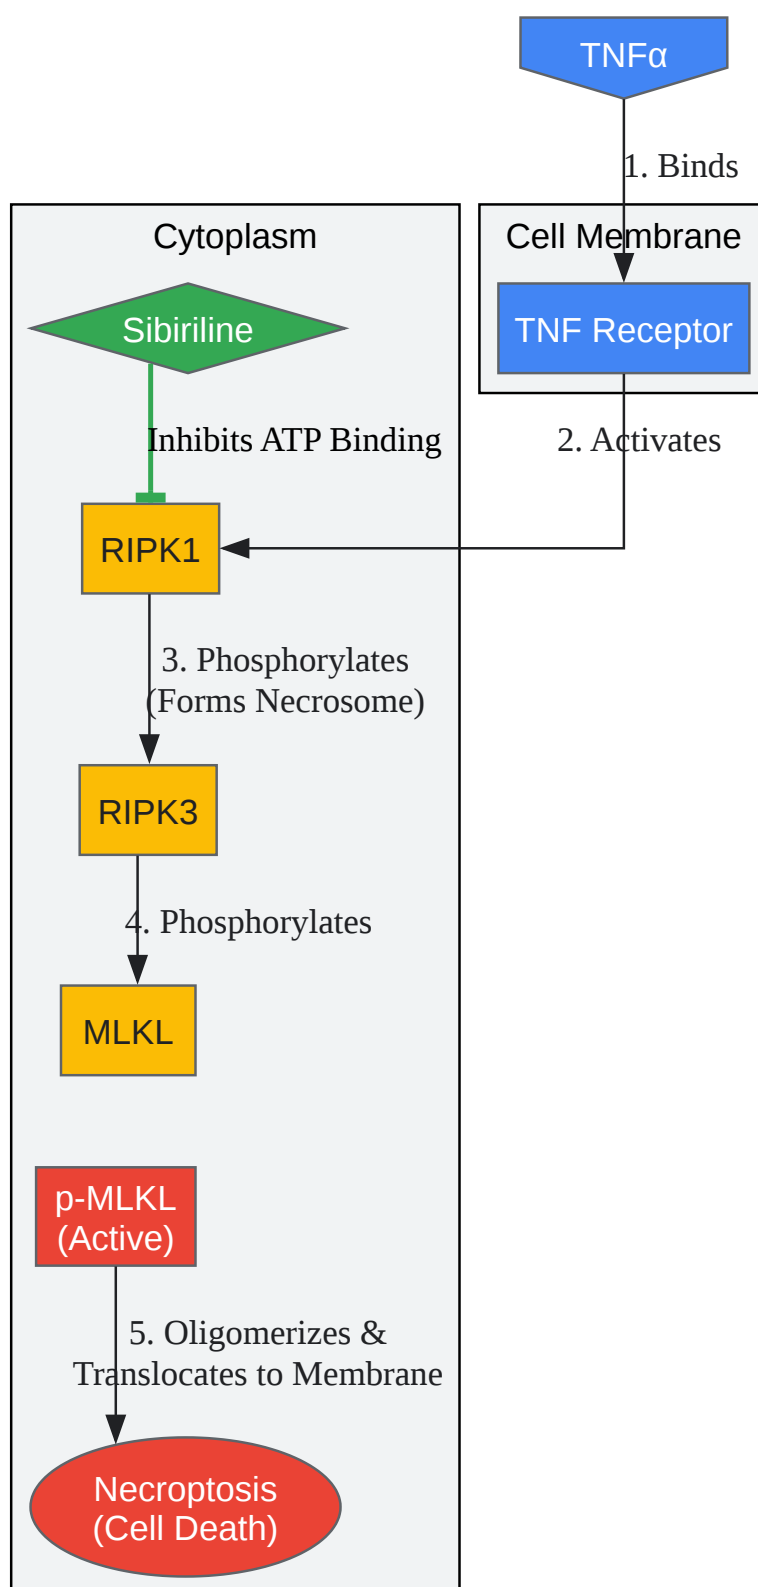 TNFα
1. Binds
Cytoplasm
Cell Membrane
Sibiriline
TNF Receptor
Inhibits ATP Binding
2. Activates
RIPK1
3. Phosphorylates
(Forms Necrosome)
RIPK3
4. Phosphorylates
MLKL
p-MLKL
(Active)
5. Oligomerizes &
Translocates to Membrane
Necroptosis
(Cell Death)